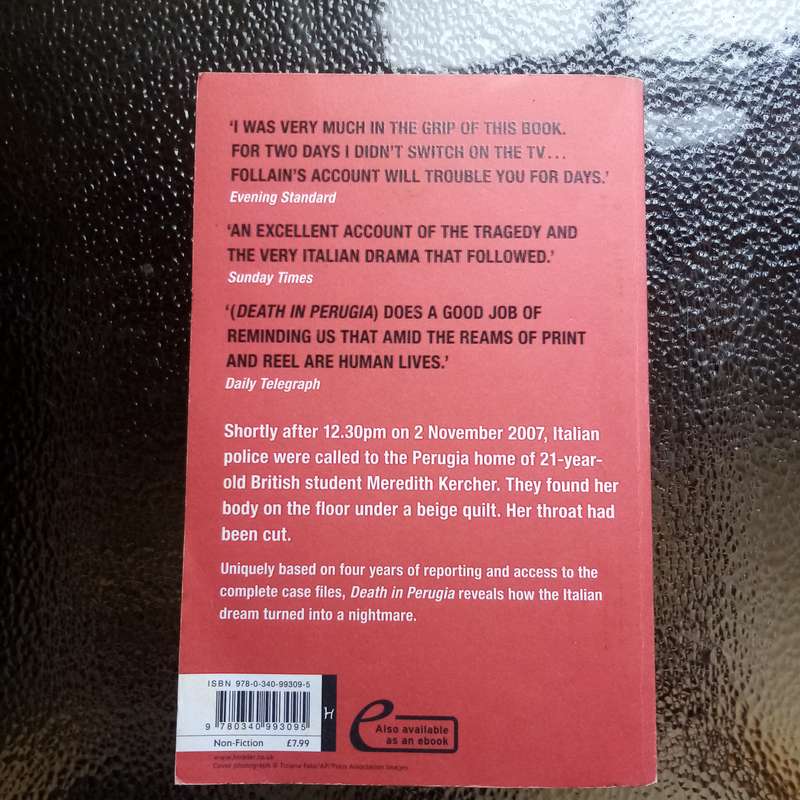 ‘I WAS VERY MUCH IN THE GRIP OF THIS BOOK.
FOR TWO DAYS I DIDN’T SWITCH ON THE TV…
FOLLAIN’S ACCOUNT WILL TROUBLE YOU FOR DAYS.’
Evening Standard
‘AN EXCELLENT ACCOUNT OF THE TRAGEDY AND
THE VERY ITALIAN DRAMA THAT FOLLOWED.’
Sunday Times
‘(DEATH IN PERUGIA) DOES A GOOD JOB OF
REMINDING US THAT AMID THE REAMS OF PRINT
AND REEL ARE HUMAN LIVES.’
Daily Telegraph
Shortly after 12.30pm on 2 November 2007, Italian
police were called to the Perugia home of 21-year-
old British student Meredith Kercher. They found her
body on the floor under a beige quilt. Her throat had
been cut.
Uniquely based on four years of reporting and access to the
complete case files, Death in Perugia reveals how the Italian
dream turned into a nightmare.
ISBN 978-0-340-99309-5
9 780340 993095
Non-Fiction £7.99
H
e
Also available
as an ebook
Cover photograph ©
Press Association Images